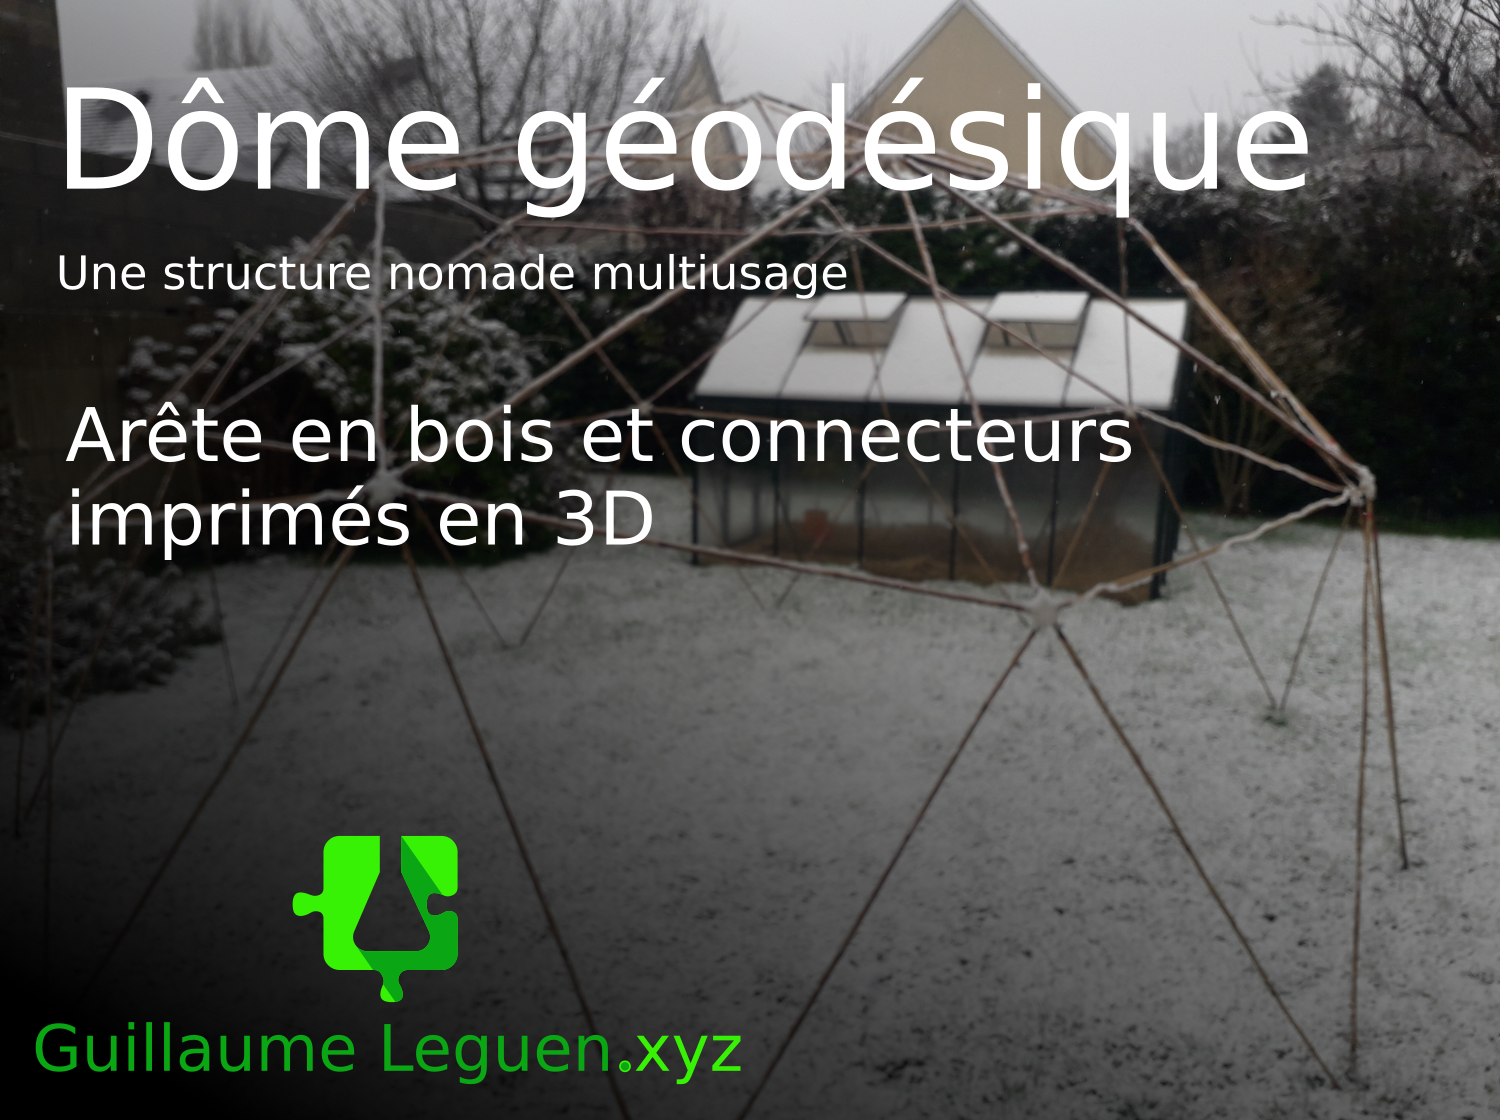 Dôme géodésique
Une structure nomade multiusage
Arête en bois et connecteurs
imprimés en 3D
Guillaume Leguen.xyz